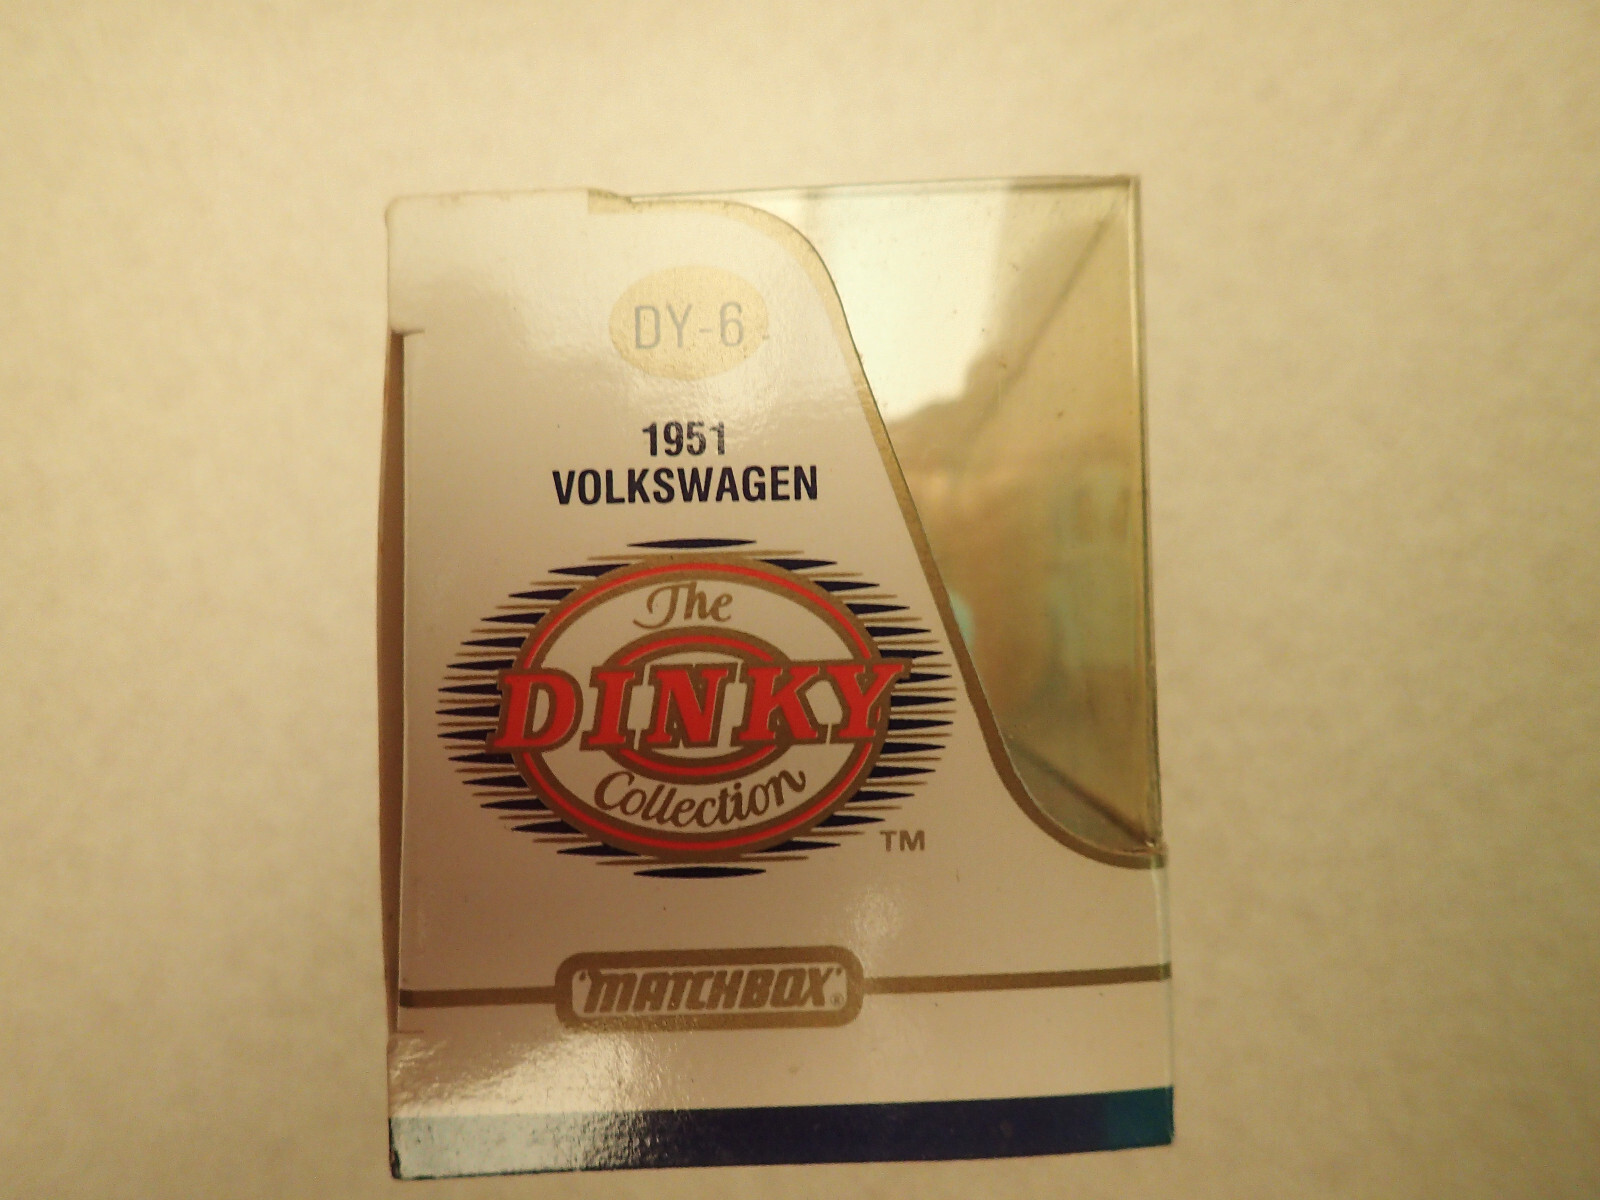 DY-6
1951
VOLKSWAGEN
The
DINKY
Collection
TM
'MATCHBOX'®